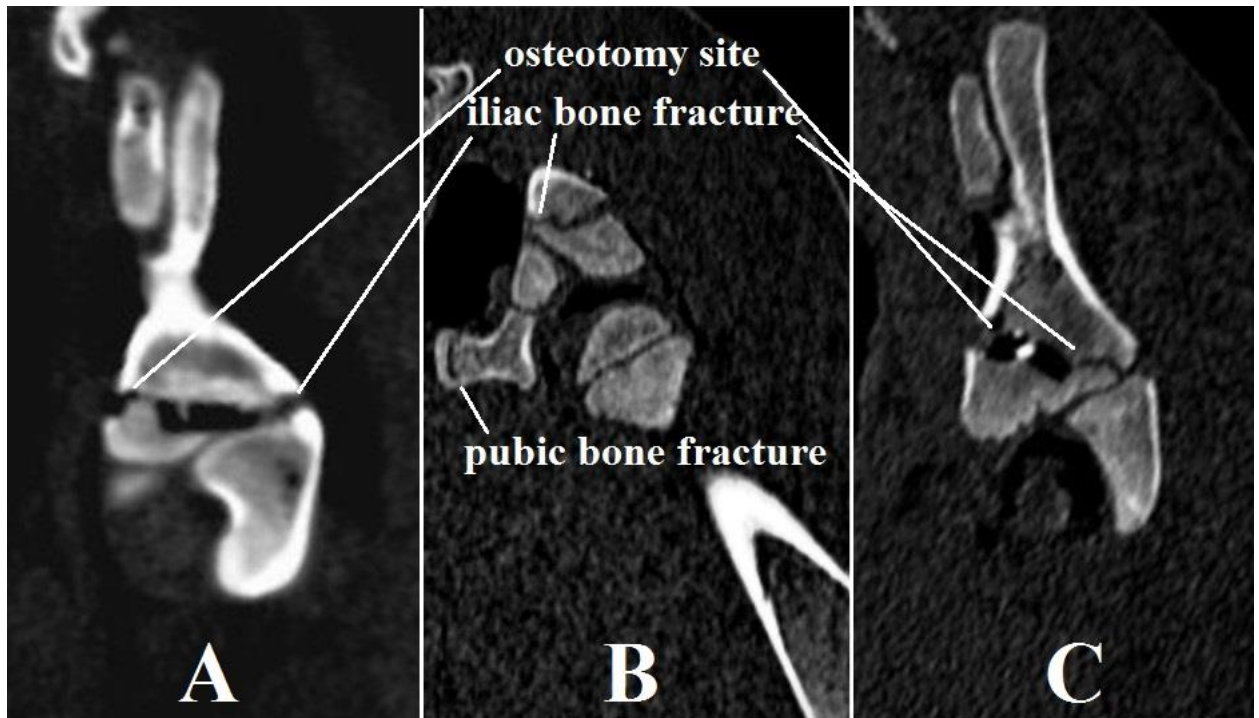 osteotomy site
iliac bone fracture
pubic bone fracture
A
B
C